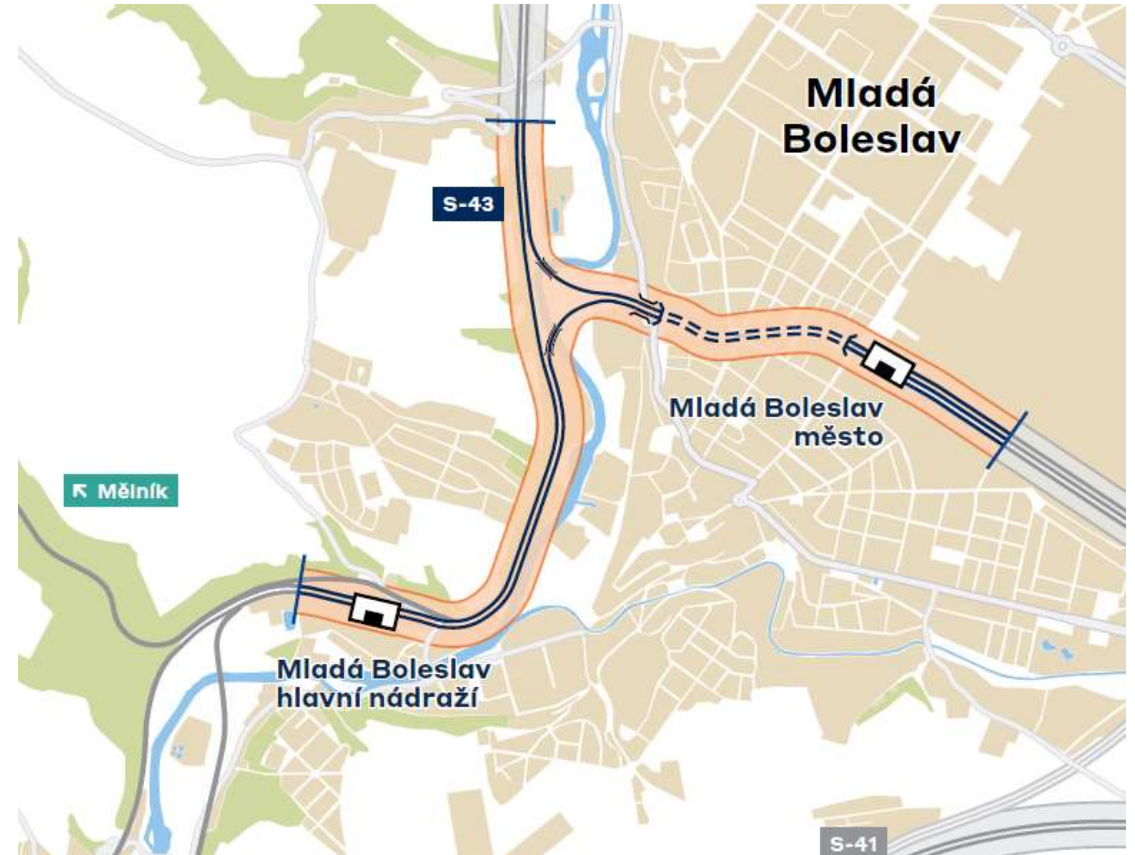 Mladá
Boleslav
S-43
Mladá Boleslav
město
↖ Mělník
Mladá Boleslav
hlavní nádraží
S-41